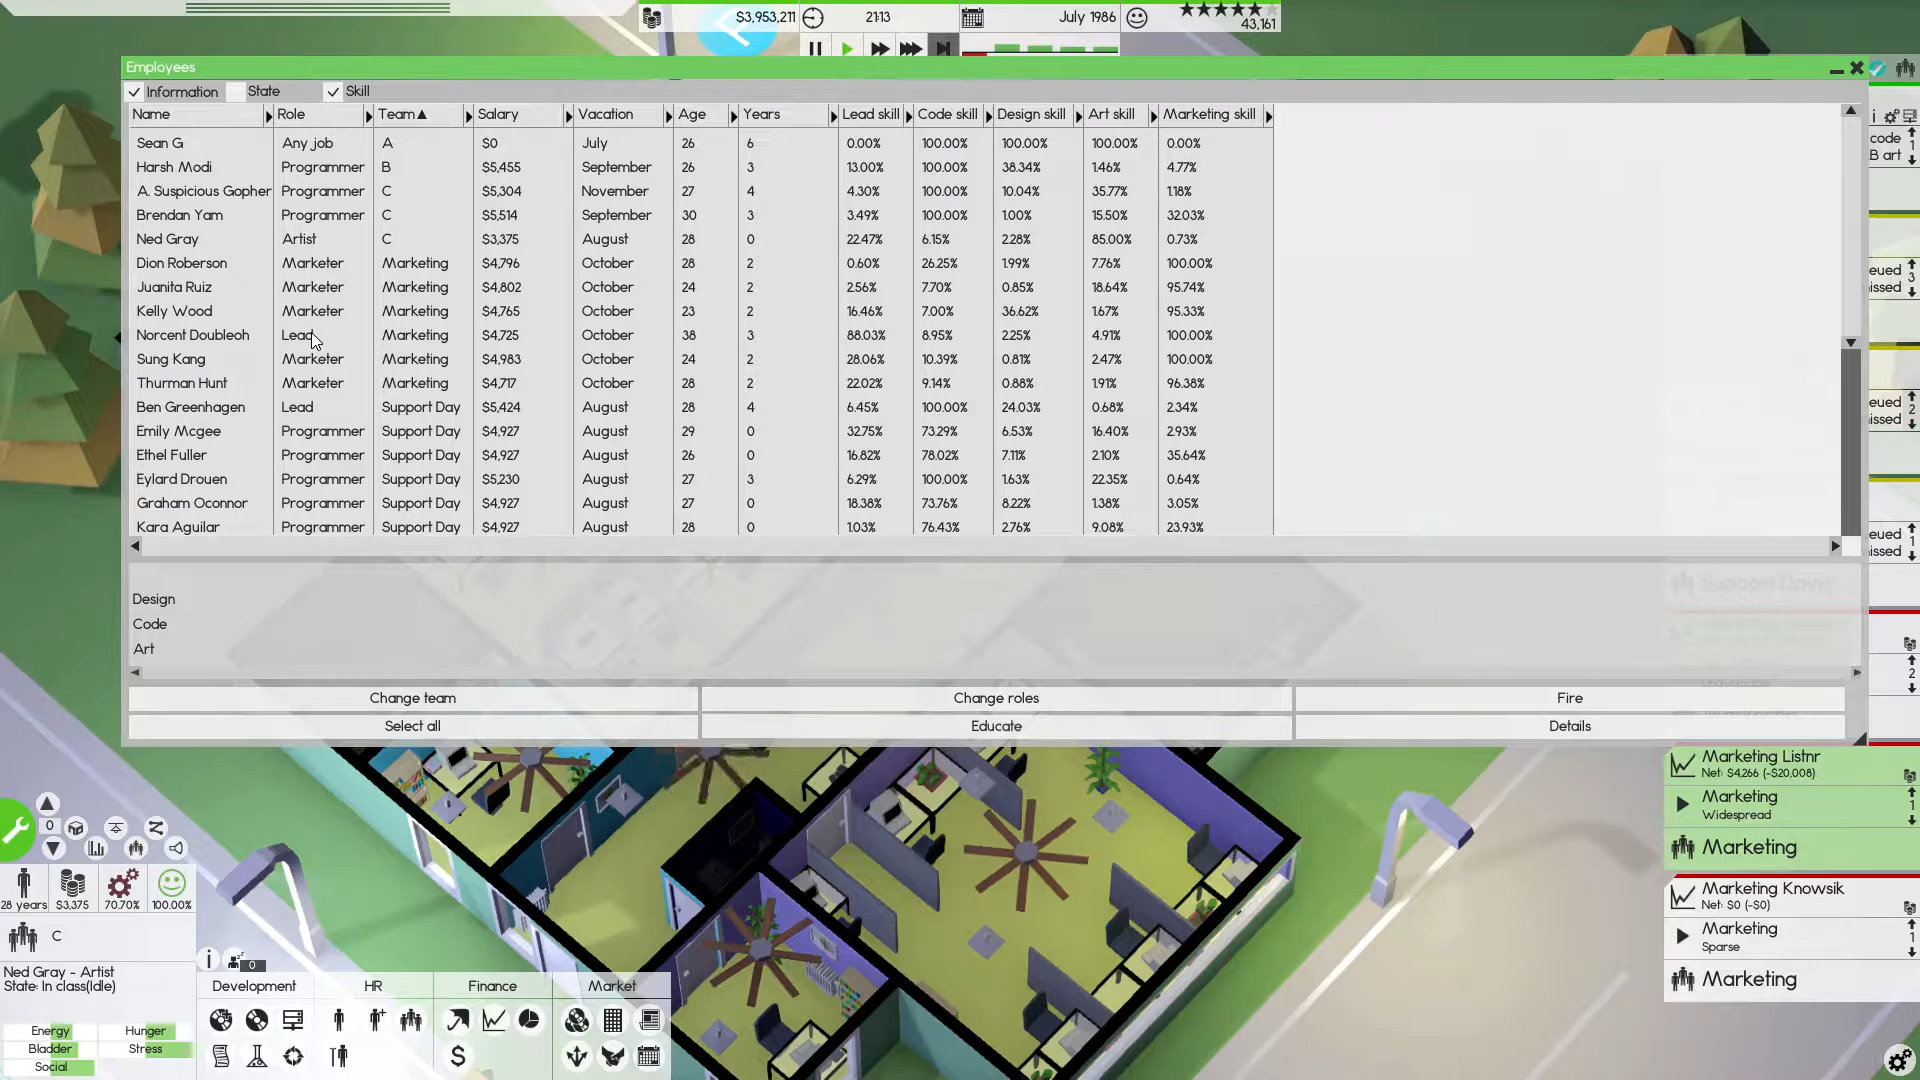 $3,953,211
21:13
July 1986
43,161
Employees
Information State Skill
Name Role Team Salary Vacation Age Years Lead skill Code skill Design skill Art skill Marketing skill
Sean G Any job A $0 July 26 6 0.00% 100.00% 100.00% 100.00% 0.00%
Harsh Modi Programmer B $5,455 September 26 3 13.00% 100.00% 38.34% 1.46% 4.77%
A. Suspicious Gopher Programmer C $5,304 November 27 4 4.30% 100.00% 10.04% 35.77% 1.18%
Brendan Yam Programmer C $5,514 September 30 3 3.49% 100.00% 1.00% 15.50% 32.03%
Ned Gray Artist C $3,375 August 28 0 22.47% 6.15% 2.28% 85.00% 0.73%
Dion Roberson Marketer Marketing $4,796 October 28 2 0.60% 26.25% 1.99% 7.76% 100.00%
Juanita Ruiz Marketer Marketing $4,802 October 24 2 2.56% 7.70% 0.85% 18.64% 95.74%
Kelly Wood Marketer Marketing $4,765 October 23 2 16.46% 7.00% 36.62% 1.67% 95.33%
Norcent Doubleoh Lead Marketing $4,725 October 38 3 88.03% 8.95% 2.25% 4.91% 100.00%
Sung Kang Marketer Marketing $4,983 October 24 2 28.06% 10.39% 0.81% 2.47% 100.00%
Thurman Hunt Marketer Marketing $4,717 October 28 2 22.02% 9.14% 0.88% 1.91% 96.38%
Ben Greenhagen Lead Support Day $5,424 August 28 4 6.45% 100.00% 24.03% 0.68% 2.34%
Emily Mcgee Programmer Support Day $4,927 August 29 0 32.75% 73.29% 6.53% 16.40% 2.93%
Ethel Fuller Programmer Support Day $4,927 August 26 0 16.82% 78.02% 7.11% 2.10% 35.64%
Eylard Drouen Programmer Support Day $5,230 August 27 3 6.29% 100.00% 1.63% 22.35% 0.64%
Graham Oconnor Programmer Support Day $4,927 August 27 0 18.38% 73.76% 8.22% 1.38% 3.05%
Kara Aguilar Programmer Support Day $4,927 August 28 0 1.03% 76.43% 2.76% 9.08% 23.93%
Design
Code
Art
Change team Change roles Fire
Select all Educate Details
code
B art
1
eued
issed
3
eued
issed
2
eued
issed
1
2
Marketing Listnr
Net: $4,266 (-$20,008)
Marketing
Widespread
1
Marketing
Marketing Knowsik
Net: $0 (-$0)
Marketing
Sparse
1
Marketing
0
28 years $3,375 70.70% 100.00%
C
0
Ned Gray - Artist
State: In class(Idle)
Energy Hunger
Bladder Stress
Social
Development HR Finance Market